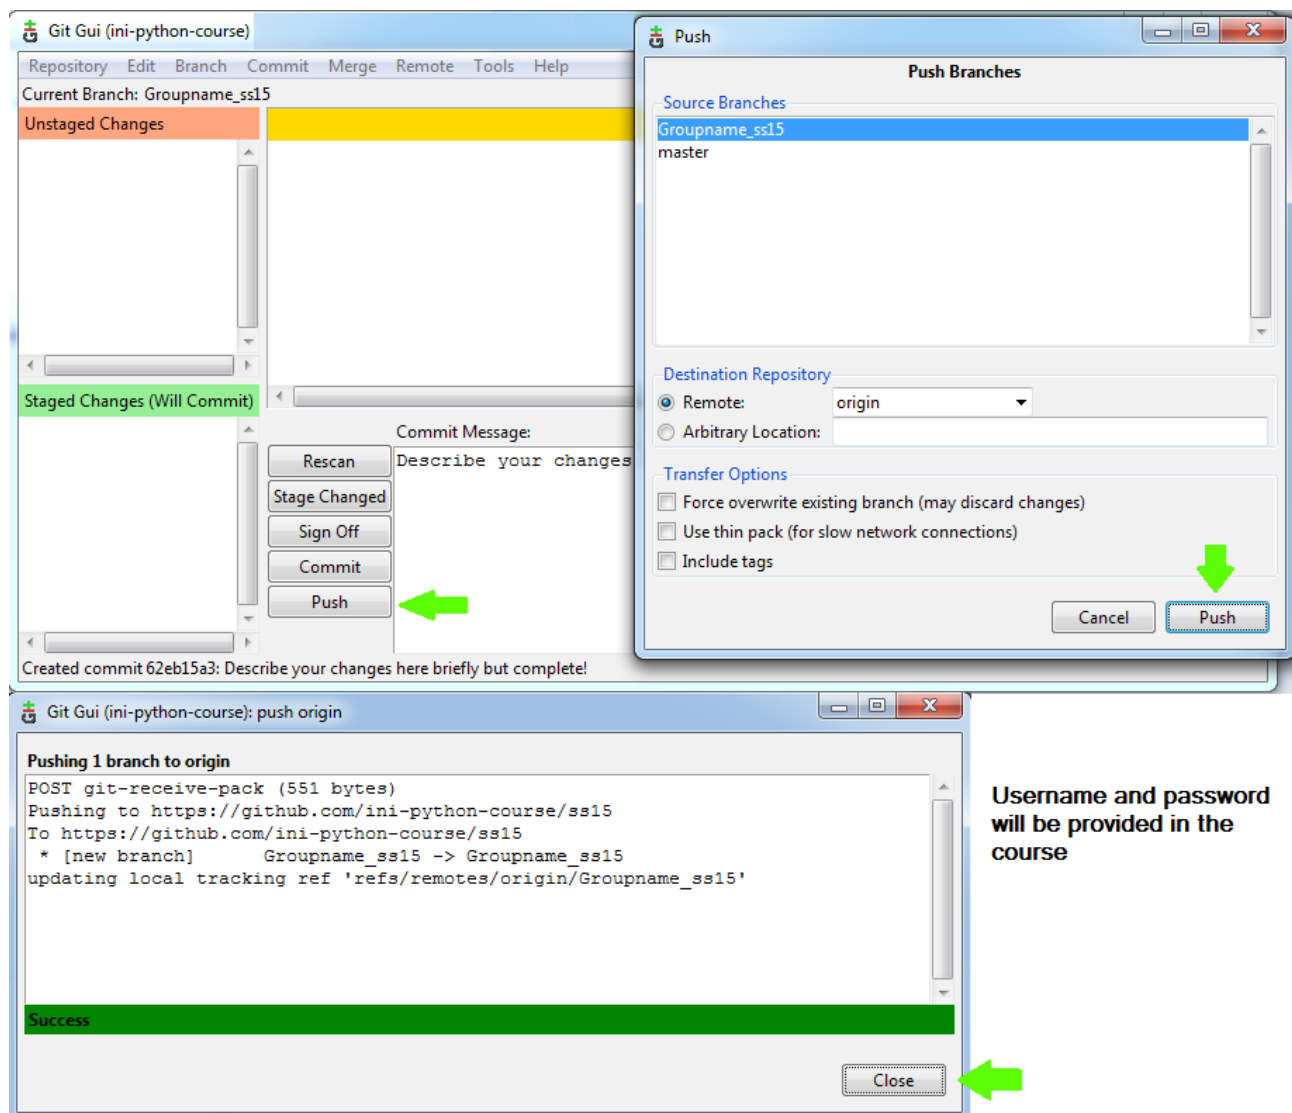 Git Gui (ini-python-course)
Repository Edit Branch Commit Merge Remote Tools Help
Current Branch: Groupname_ss15
Unstaged Changes
Staged Changes (Will Commit)
Commit Message:
Rescan
Describe your changes
Stage Changed
Sign Off
Commit
Push
Created commit 62eb15a3: Describe your changes here briefly but complete!
Push
Push Branches
Source Branches
Groupname_ss15
master
Destination Repository
Remote: origin
Arbitrary Location:
Transfer Options
Force overwrite existing branch (may discard changes)
Use thin pack (for slow network connections)
Include tags
Cancel Push
Git Gui (ini-python-course): push origin
Pushing 1 branch to origin
POST git-receive-pack (551 bytes)
Pushing to https://github.com/ini-python-course/ss15
To https://github.com/ini-python-course/ss15
* [new branch] Groupname_ss15 -> Groupname_ss15
updating local tracking ref 'refs/remotes/origin/Groupname_ss15'
Success
Close
Username and password
will be provided in the
course